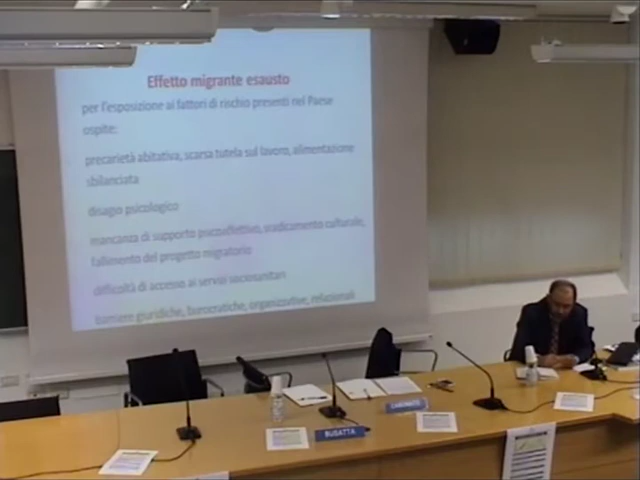 Effetto migrante esausto
per l'esposizione ai fattori di rischio presenti nel Paese
ospite:
precarietà abitativa, scarsa tutela sul lavoro, alimentazione
sbilanciata
disagio psicologico
mancanza di supporto psicoaffettivo, sradicamento culturale,
fallimento del progetto migratorio
difficoltà di accesso ai servizi sociosanitari
barriere giuridiche, burocratiche, organizzative, relazionali
BUSATTA